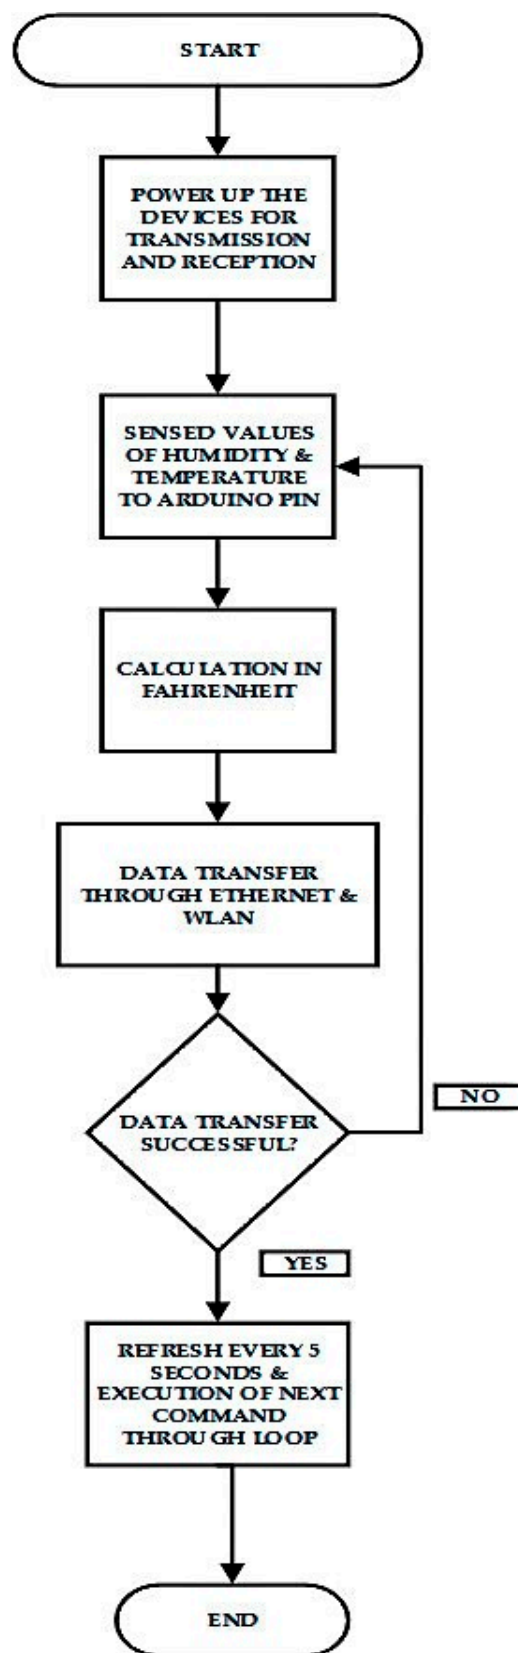 START
POWER UP THE
DEVICES FOR
TRANSMISSION
AND RECEPTION
SENSED VALUES
OF HUMIDITY &
TEMPERATURE
TO ARDUINO PIN
CALCULATION IN
FAHRENHEIT
DATA TRANSFER
THROUGH ETHERNET &
WLAN
DATA TRANSFER
SUCCESSFUL?
NO
YES
REFRESH EVERY 5
SECONDS &
EXECUTION OF NEXT
COMMAND
THROUGH LOOP
END